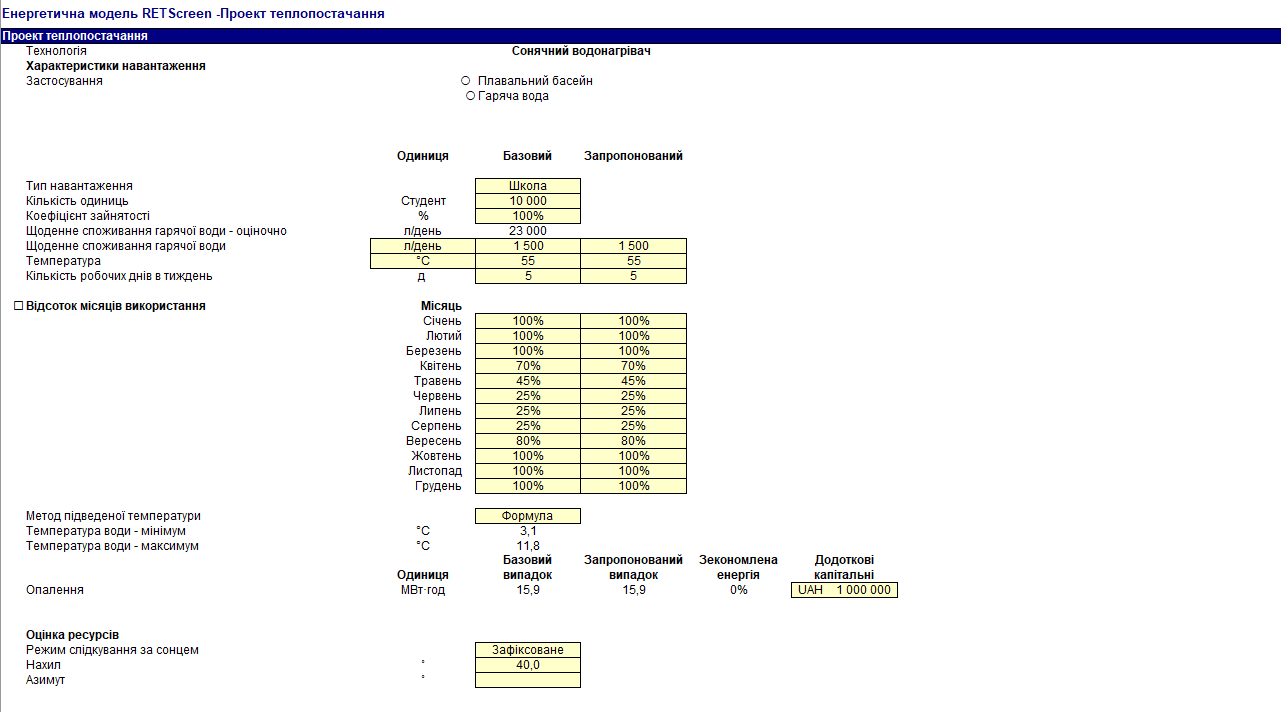 Енергетична модель RETScreen -Проект теплопостачання
Проект теплопостачання
Технологія Сонячний водонагрівач
Характеристики навантаження
Застосування Плавальний басейн
Гаряча вода
Одиниця Базовий Запропонований
Тип навантаження Школа
Кількість одиниць Студент 10 000
Коефіцієнт зайнятості % 100%
Щоденне споживання гарячої води - оціночно л/день 23 000
Щоденне споживання гарячої води л/день 1 500 1 500
Температура °C 55 55
Кількість робочих днів в тиждень д 5 5
Відсоток місяців використання Місяць
Січень 100% 100%
Лютий 100% 100%
Березень 100% 100%
Квітень 70% 70%
Травень 45% 45%
Червень 25% 25%
Липень 25% 25%
Серпень 25% 25%
Вересень 80% 80%
Жовтень 100% 100%
Листопад 100% 100%
Грудень 100% 100%
Метод підведеної температури Формула
Температура води - мінімум °C 3,1
Температура води - максимум °C 11,8
Базовий Запропонований Зекономлена Додоткові
Одиниця випадок випадок енергія капітальні
Опалення МВт·год 15,9 15,9 0% UAH 1 000 000
Оцінка ресурсів
Режим слідкування за сонцем Зафіксоване
Нахил ° 40,0
Азимут °